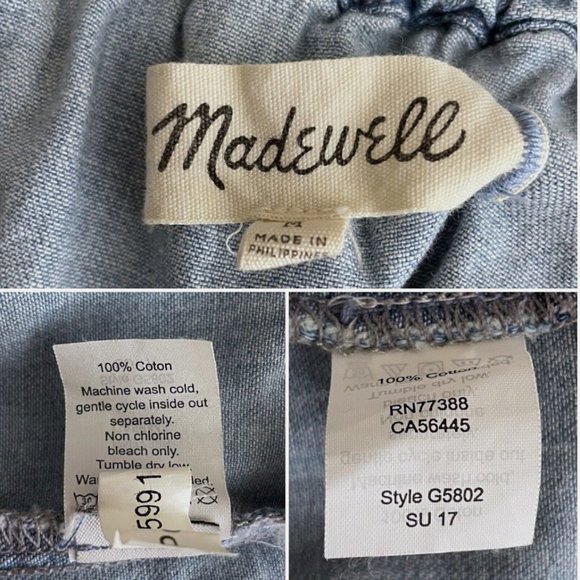 Madewell
M
MADE IN
PHILIPPINES
100% Coton
Machine wash cold,
gentle cycle inside out
separately.
Non chlorine
bleach only.
Tumble dry low
5991
100% Cotton
RN77388
CA56445
Style G5802
SU 17